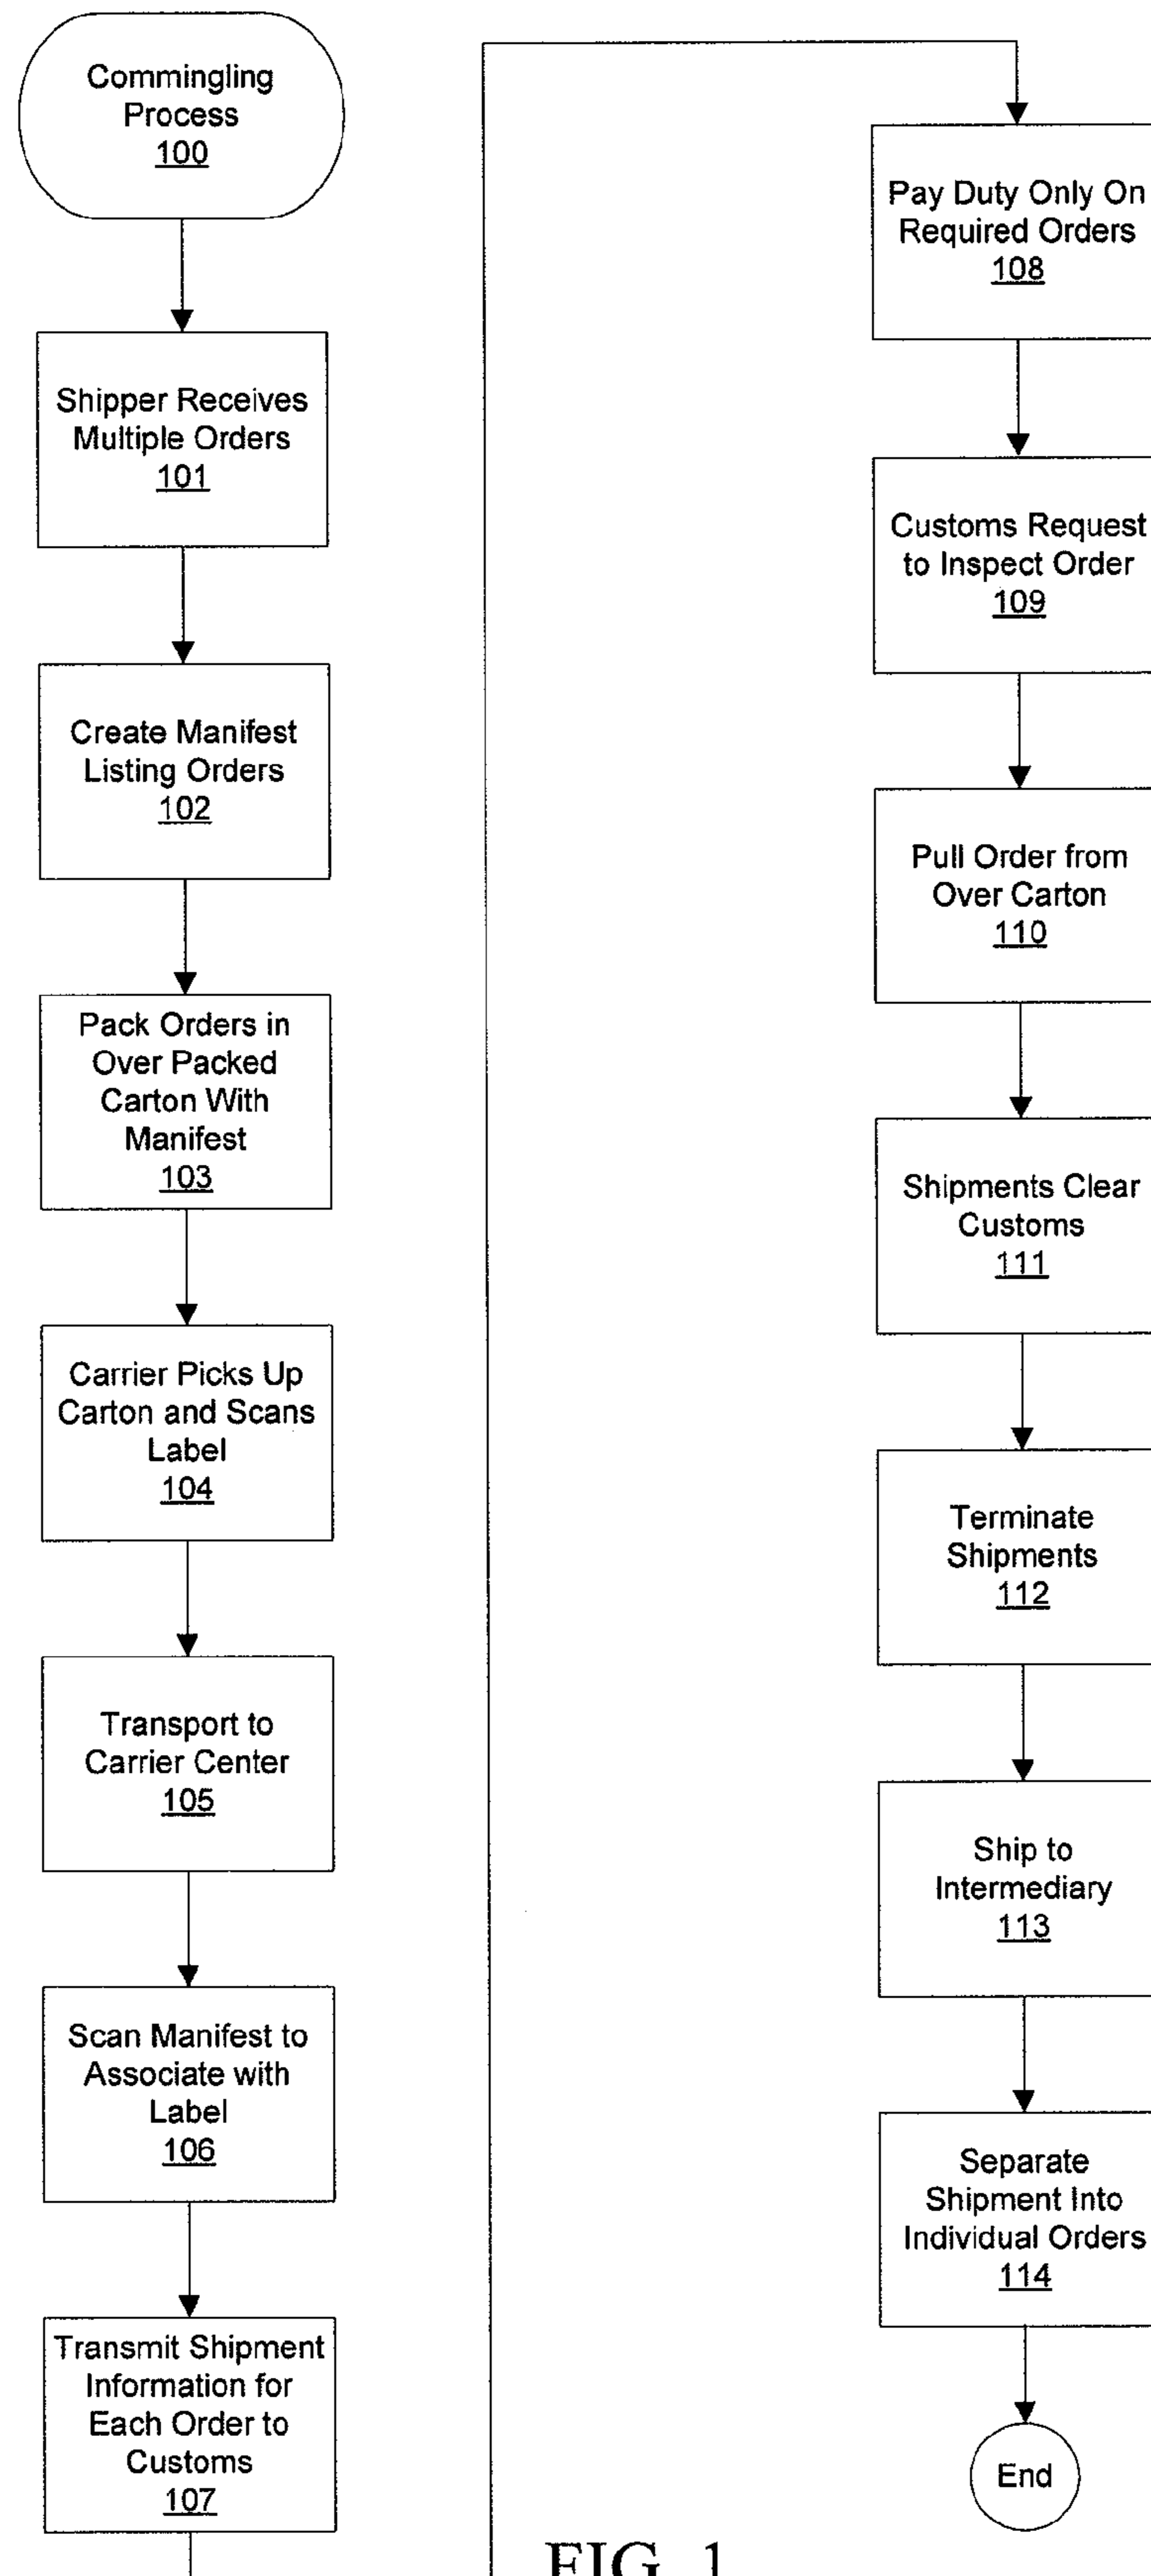 Commingling
Process
100
Shipper Receives
Multiple Orders
101
Create Manifest
Listing Orders
102
Pack Orders in
Over Packed
Carton With
Manifest
103
Carrier Picks Up
Carton and Scans
Label
104
Transport to
Carrier Center
105
Scan Manifest to
Associate with
Label
106
Transmit Shipment
Information for
Each Order to
Customs
107
Pay Duty Only On
Required Orders
108
Customs Request
to Inspect Order
109
Pull Order from
Over Carton
110
Shipments Clear
Customs
111
Terminate
Shipments
112
Ship to
Intermediary
113
Separate
Shipment Into
Individual Orders
114
End
FIG. 1